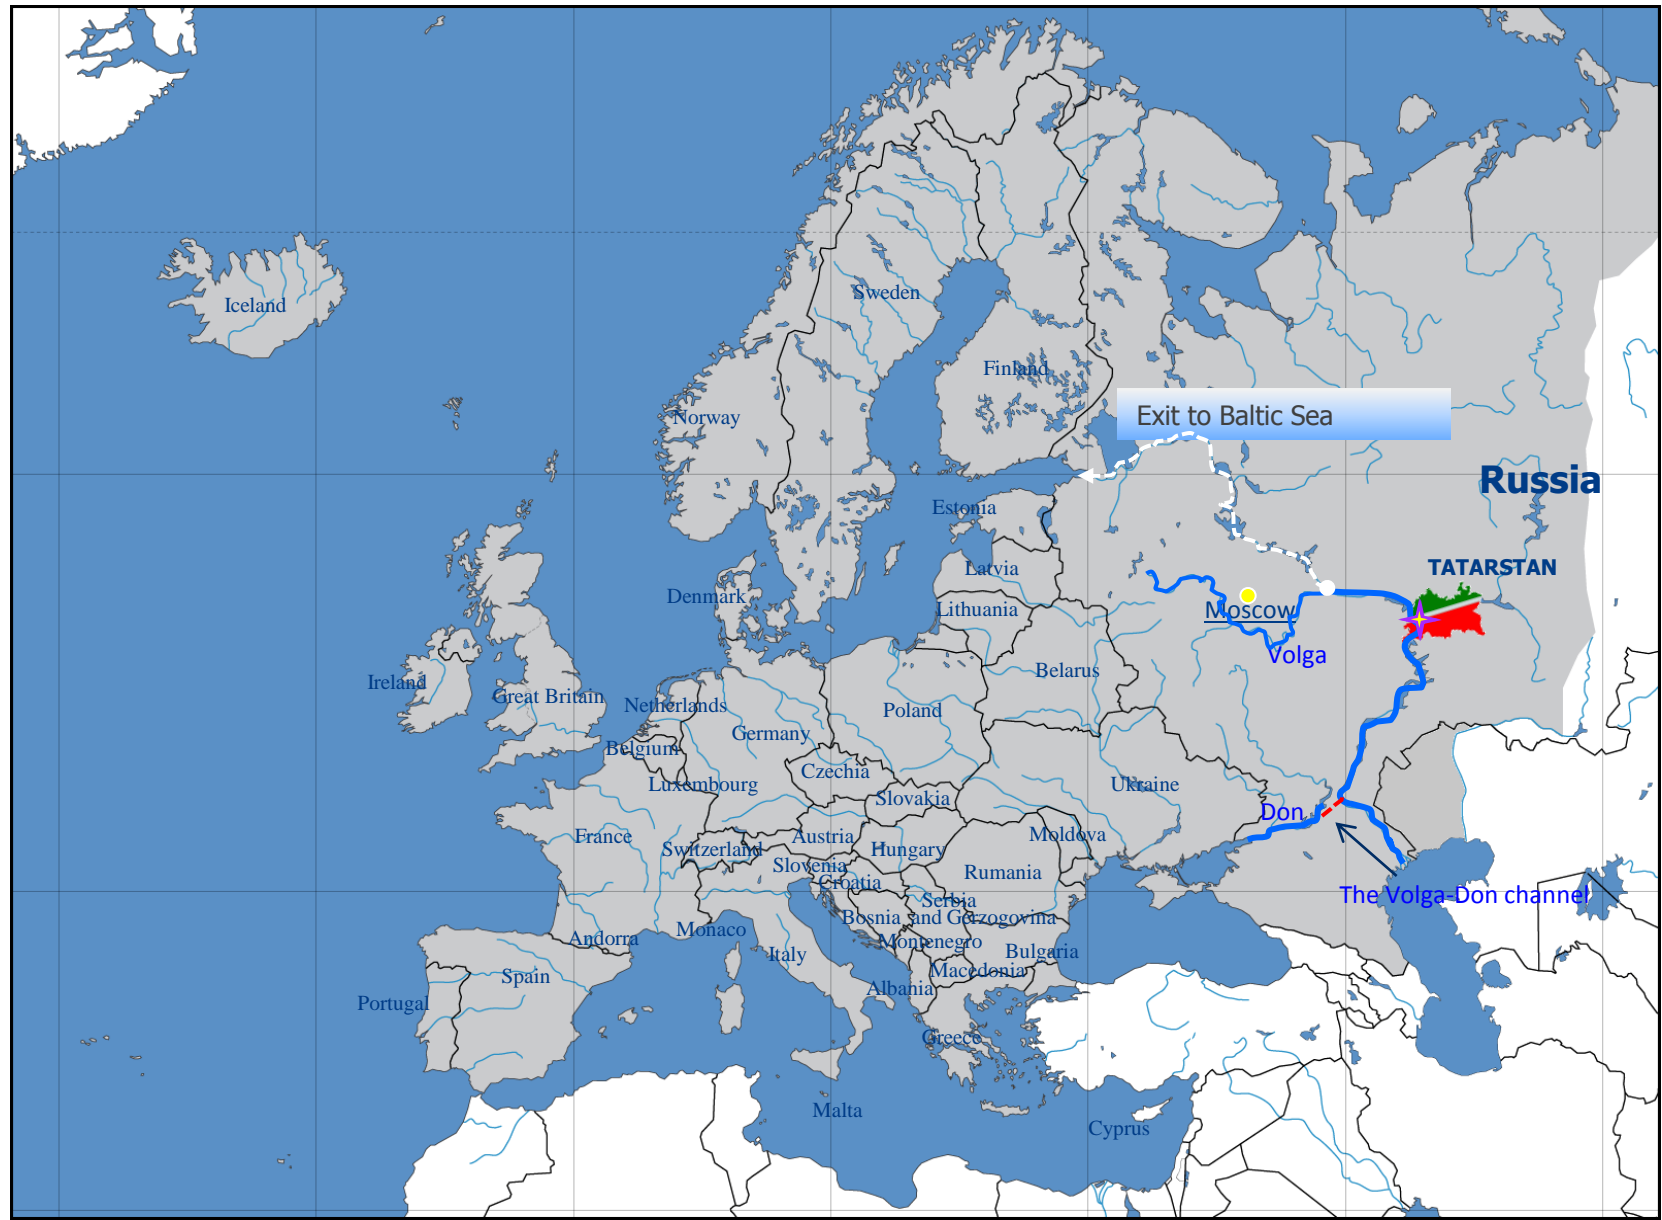 Iceland
Sweden
Finland
Norway
Exit to Baltic Sea
Russia
Estonia
TATARSTAN
Latvia
Denmark
Lithuania
Moscow
Volga
Belarus
Ireland
Great Britain
Netherlands
Poland
Germany
Belgium
Czechia
Luxembourg
Ukraine
Slovakia
Don
Moldova
France
Austria
Switzerland
Hungary
Slovenia
Rumania
Croatia
The Volga-Don channel
Serbia
Bosnia and Gerzogovina
Monaco
Andorra
Montenegro
Bulgaria
Italy
Macedonia
Spain
Albania
Portugal
Greece
Malta
Cyprus